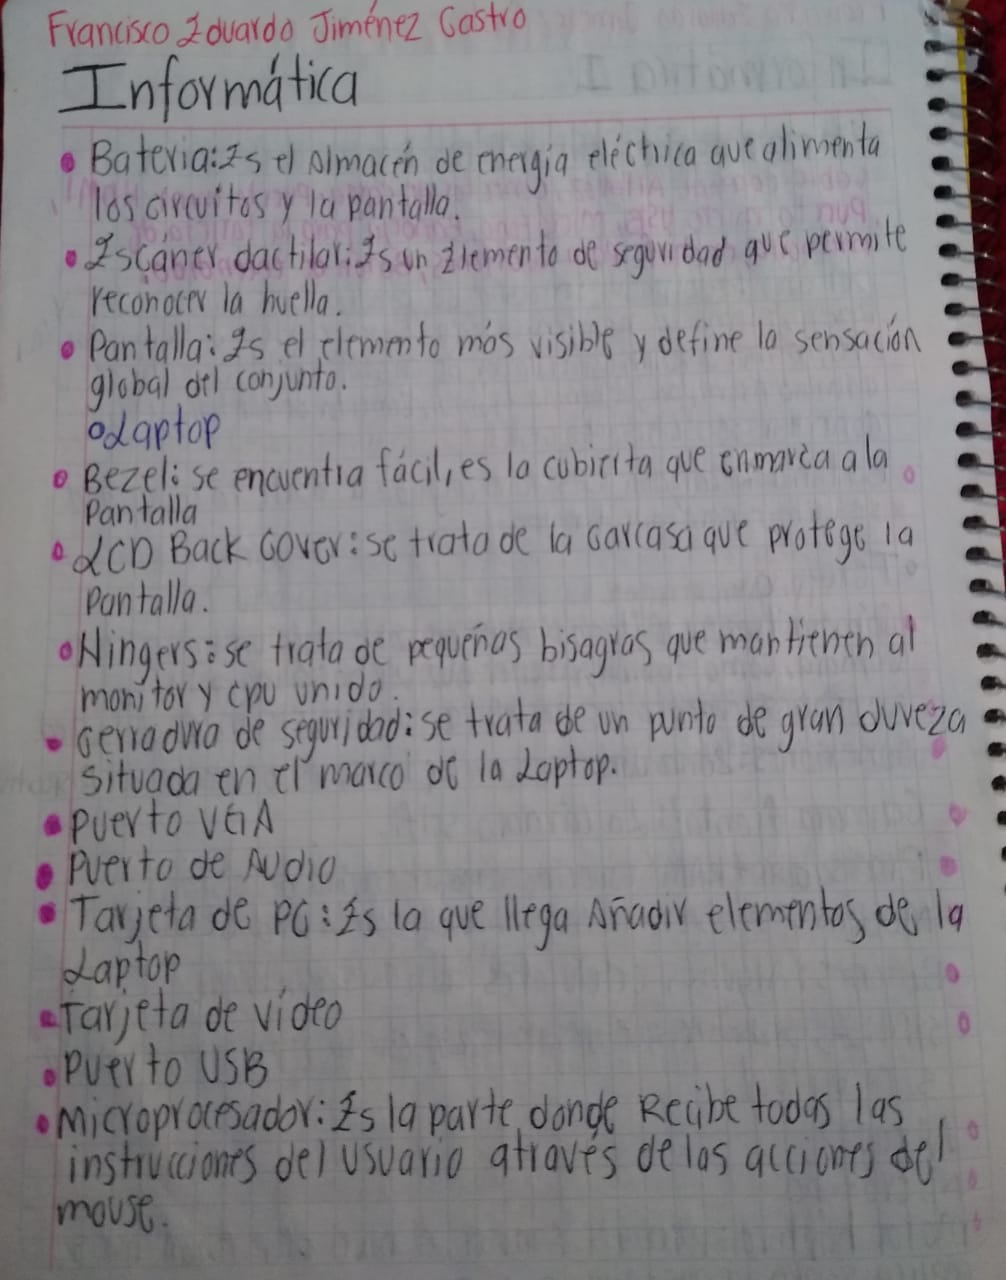 Francisco Eduardo Jiménez Castro
Informática
• Bateria: Es el almacén de energía eléctrica que alimenta
los circuitos y la pantalla.
• Escáner dactilar: Es un Elemento de seguridad que permite
reconocer la huella.
• Pantalla: Es el elemento más visible y define la sensación
global del conjunto.
o Laptop
• Bezel: se encuentra fácil, es la cubierta que enmarca a la
Pantalla
• LCD Back Cover: se trata de la Carcasa que protege la
Pantalla.
• Hingers: se trata de pequeñas bisagras que mantienen al
monitor y cpu unido.
• Cerradura de seguridad: se trata de un punto de gran dureza
situada en el marco de la Laptop.
• Puerto VGA
• Puerto de Audio
• Tarjeta de PC: Es la que llega Añadir elementos de la
Laptop
• Tarjeta de vídeo
• Puerto USB
• Microprocesador: Es la parte donde Recibe todas las
instrucciones del usuario através de las acciones del
mouse.